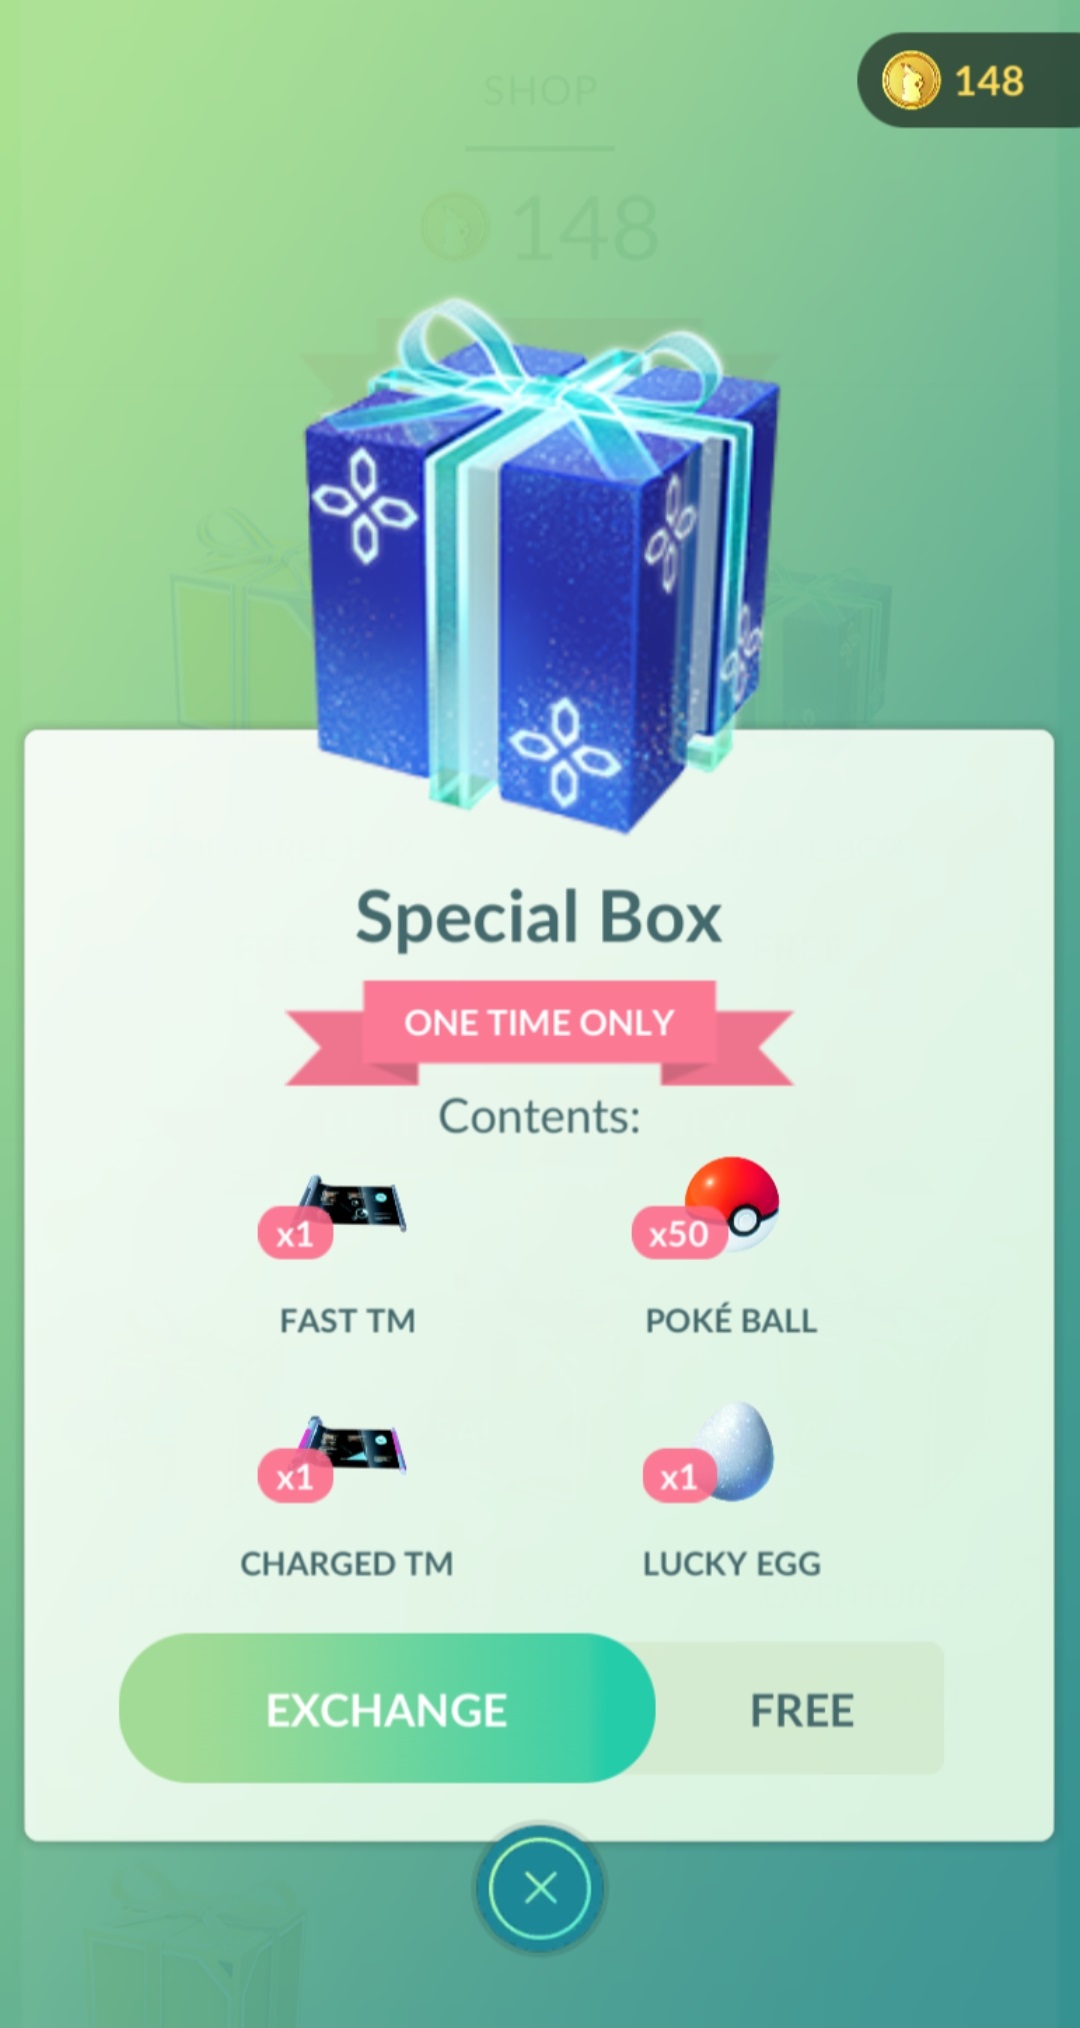 148
SHOP
148
Special Box
ONE TIME ONLY
Contents:
x1
x50
FAST TM
POKÉ BALL
x1
x1
CHARGED TM
LUCKY EGG
EXCHANGE
FREE